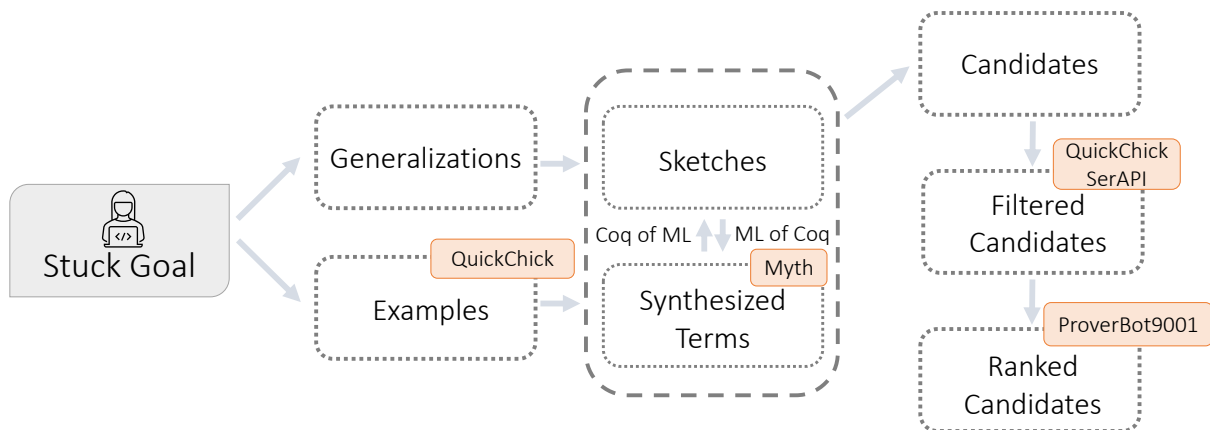 Stuck Goal
</>
Generalizations
QuickChick
Examples
Sketches
Coq of ML
ML of Coq
Myth
Synthesized
Terms
Candidates
QuickChick
SerAPI
Filtered
Candidates
ProverBot9001
Ranked
Candidates